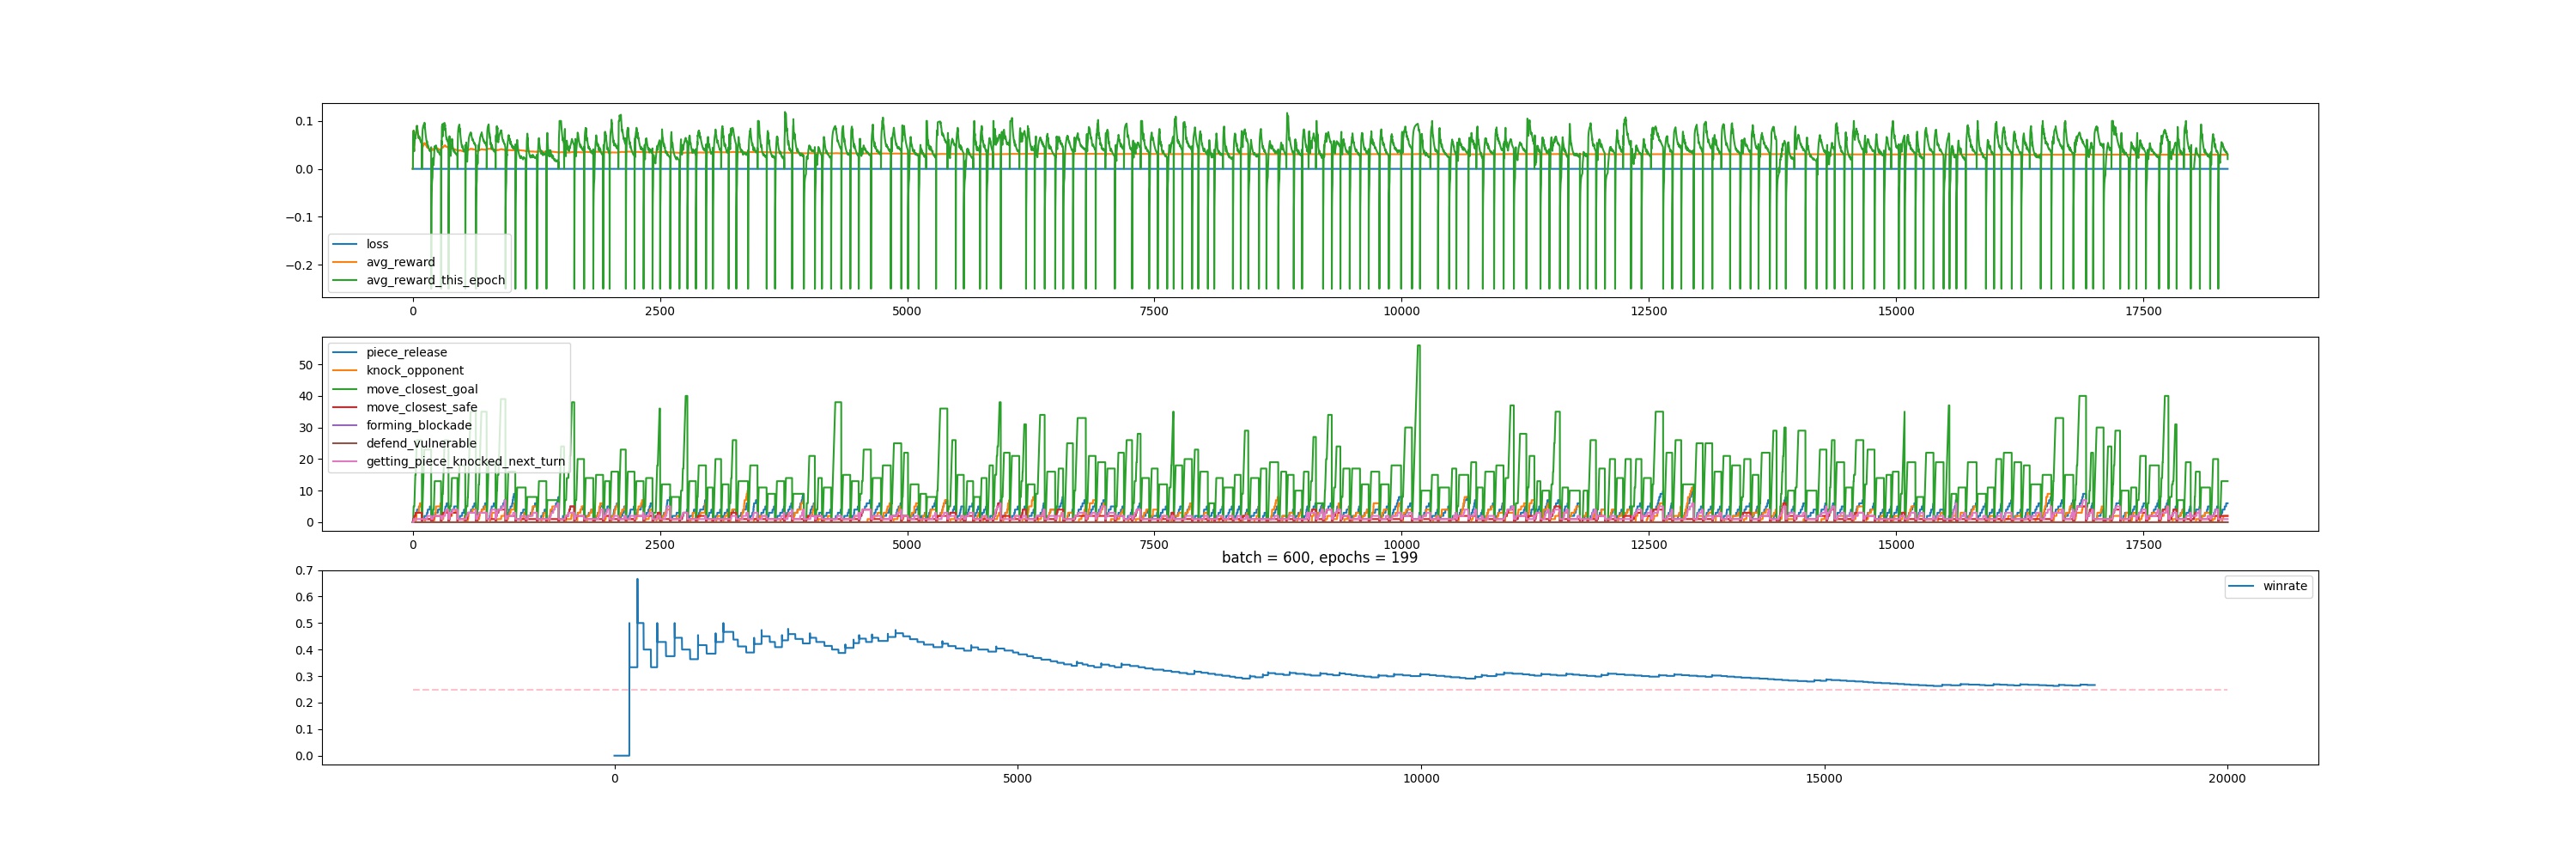 0.1
0.0
−0.1
−0.2
loss
avg_reward
avg_reward_this_epoch
0 2500 5000 7500 10000 12500 15000 17500
50
40
30
20
10
0
piece_release
knock_opponent
move_closest_goal
move_closest_safe
forming_blockade
defend_vulnerable
getting_piece_knocked_next_turn
0 2500 5000 7500 10000 12500 15000 17500
batch = 600, epochs = 199
0.7
0.6
0.5
0.4
0.3
0.2
0.1
0.0
winrate
0 5000 10000 15000 20000